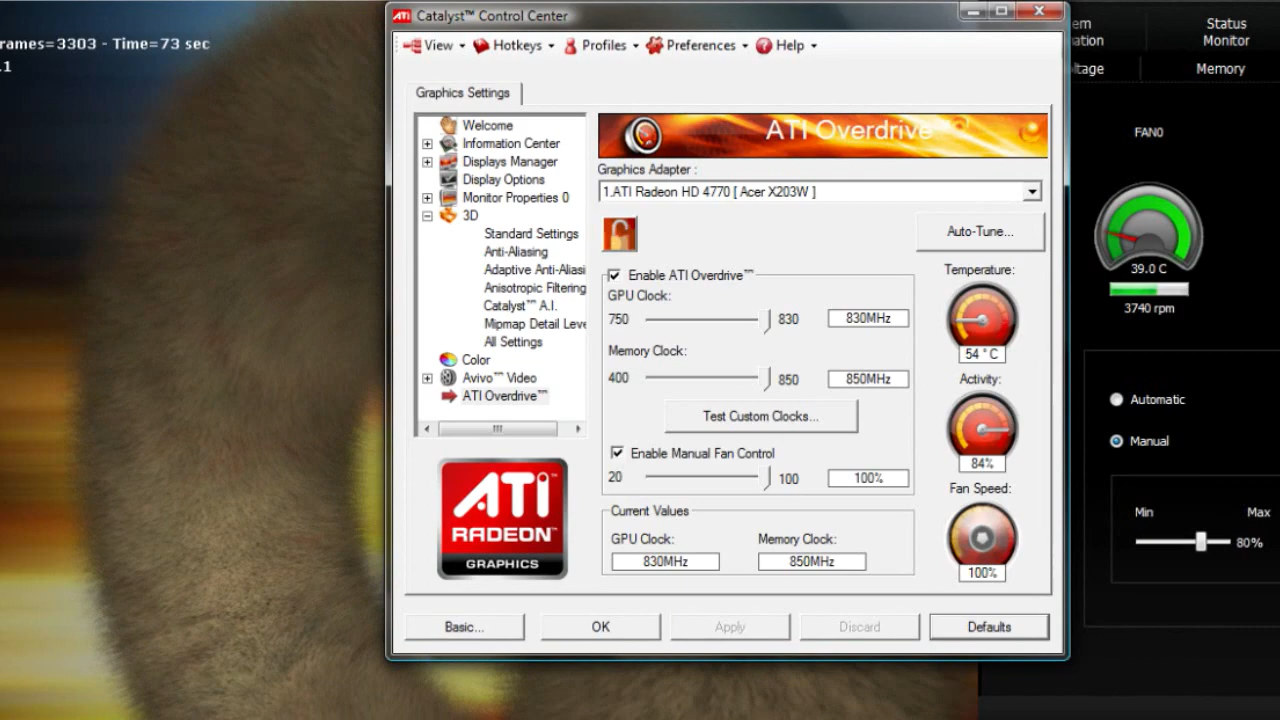 rames=3303 - Time=73 sec
.1
ATI Catalyst™ Control Center
View Hotkeys Profiles Preferences Help
Graphics Settings
Welcome
Information Center
Displays Manager
Display Options
Monitor Properties 0
3D
Standard Settings
Anti-Aliasing
Adaptive Anti-Aliasi
Anisotropic Filtering
Catalyst™ A.I.
Mipmap Detail Leve
All Settings
Color
Avivo™ Video
ATI Overdrive™
ATI™
RADEON™
GRAPHICS
ATI Overdrive™
Graphics Adapter :
1.ATI Radeon HD 4770 [ Acer X203W ]
Auto-Tune...
Enable ATI Overdrive™
GPU Clock:
750 830 830MHz
Memory Clock:
400 850 850MHz
Test Custom Clocks...
Enable Manual Fan Control
20 100 100%
Current Values
GPU Clock: Memory Clock:
830MHz 850MHz
Temperature:
54 °C
Activity:
84%
Fan Speed:
100%
Basic... OK Apply Discard Defaults
em
ation
Status
Monitor
ltage
Memory
FAN0
39.0 C
3740 rpm
Automatic
Manual
Min Max
80%